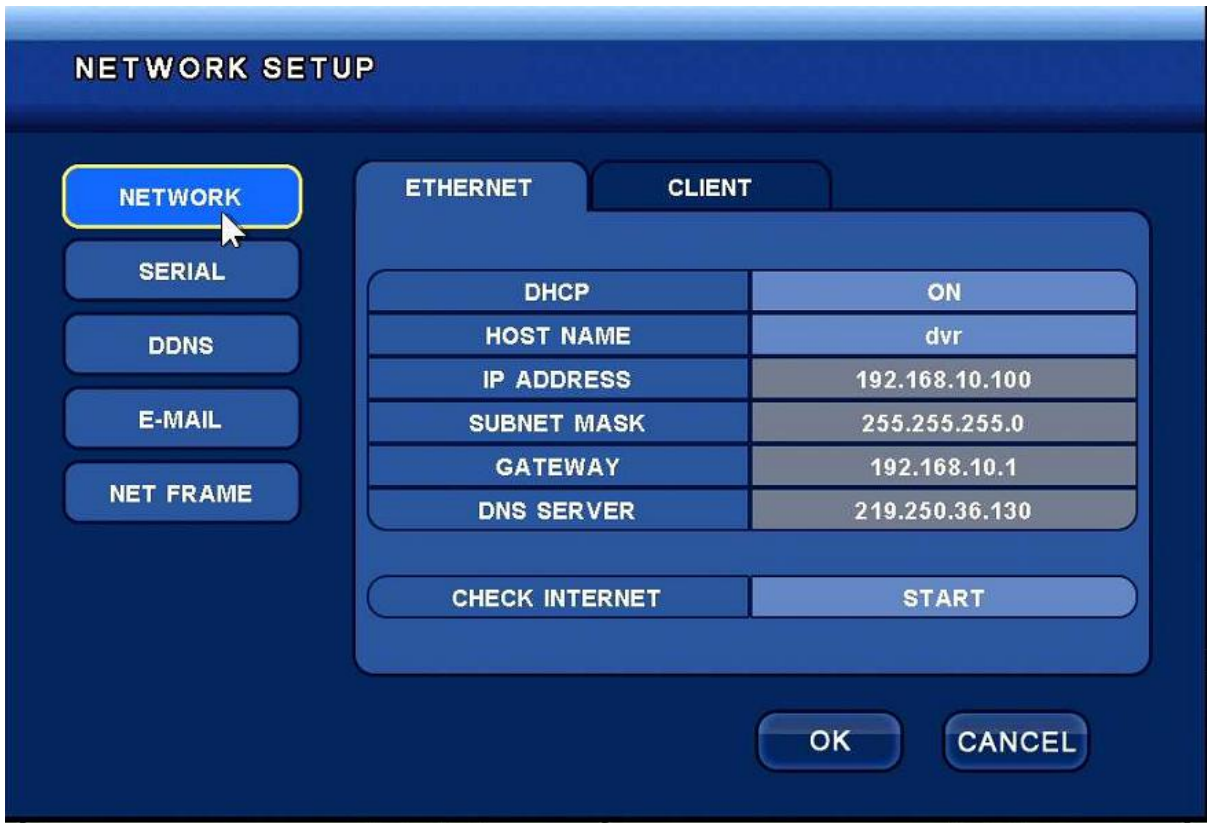 NETWORK SETUP
NETWORK
SERIAL
DDNS
E-MAIL
NET FRAME
ETHERNET CLIENT
DHCP ON
HOST NAME dvr
IP ADDRESS 192.168.10.100
SUBNET MASK 255.255.255.0
GATEWAY 192.168.10.1
DNS SERVER 219.250.36.130
CHECK INTERNET START
OK CANCEL